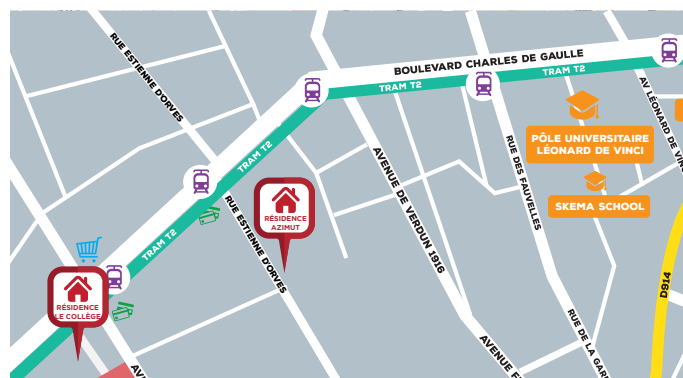 RUE ESTIENNE D'ORVES
BOULEVARD CHARLES DE GAULLE
TRAM T2
TRAM T2
AV LÉONARD DE VINCI
PÔLE UNIVERSITAIRE
LÉONARD DE VINCI
SKEMA SCHOOL
RUE DES FAUVELLES
TRAM T2
AVENUE DE VERDUN 1916
RÉSIDENCE
AZIMUT
RUE ESTIENNE D'ORVES
TRAM T2
D914
RÉSIDENCE
LE COLLÈGE
RUE DE LA GAR
AVENUE F
AV